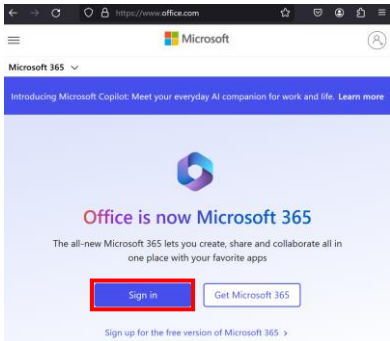 https://www.office.com
Microsoft
Microsoft 365
Introducing Microsoft Copilot: Meet your everyday AI companion for work and life. Learn more
Office is now Microsoft 365
The all-new Microsoft 365 lets you create, share and collaborate all in
one place with your favorite apps
Sign in
Get Microsoft 365
Sign up for the free version of Microsoft 365 >